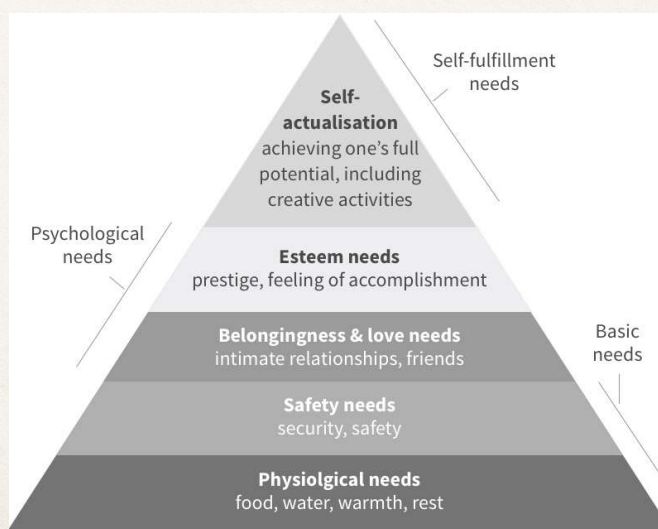 Self-fulfillment
needs
Self-
actualisation
achieving one's full
potential, including
creative activities
Psychological
needs
Esteem needs
prestige, feeling of accomplishment
Belongingness & love needs
intimate relationships, friends
Basic
needs
Safety needs
security, safety
Physiolgical needs
food, water, warmth, rest